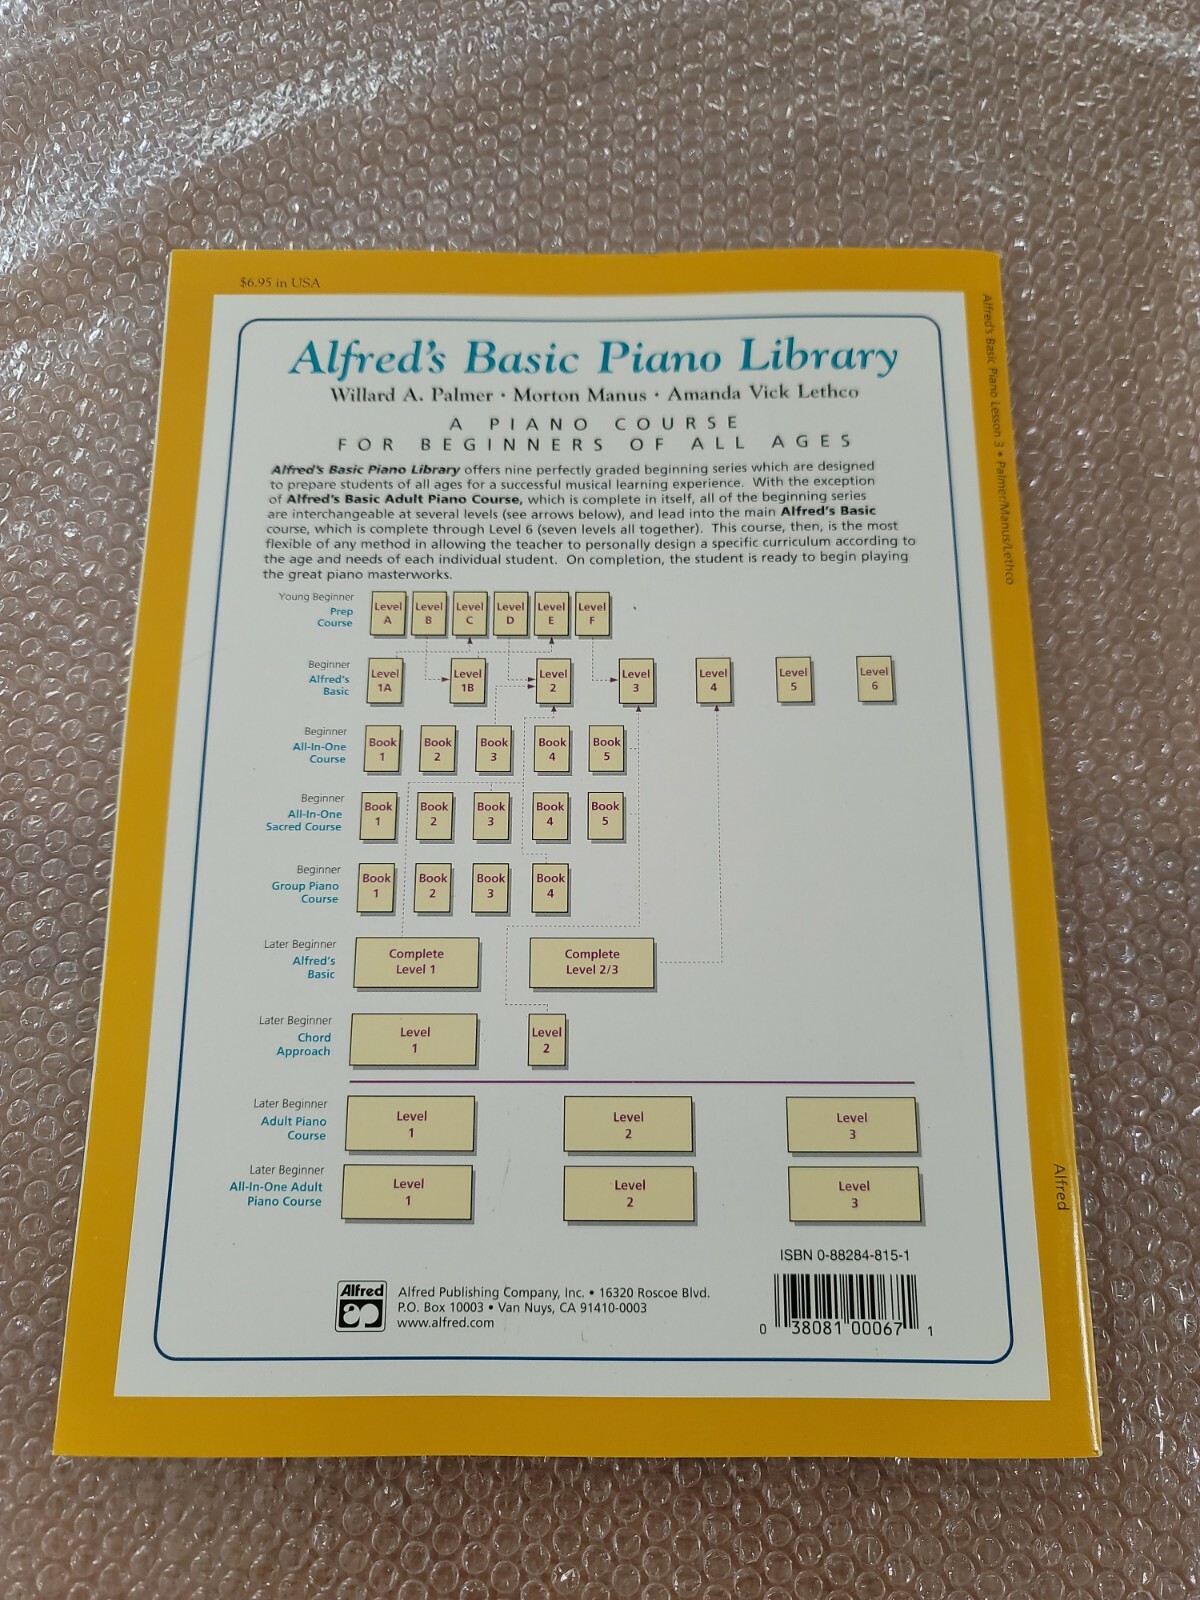 $6.95 in USA
Alfred's Basic Piano Library
Willard A. Palmer • Morton Manus • Amanda Vick Lethco
A PIANO COURSE
FOR BEGINNERS OF ALL AGES
Alfred's Basic Piano Library offers nine perfectly graded beginning series which are designed
to prepare students of all ages for a successful musical learning experience. With the exception
of Alfred's Basic Adult Piano Course, which is complete in itself, all of the beginning series
are interchangeable at several levels (see arrows below), and lead into the main Alfred's Basic
course, which is complete through Level 6 (seven levels all together). This course, then, is the most
flexible of any method in allowing the teacher to personally design a specific curriculum according to
the age and needs of each individual student. On completion, the student is ready to begin playing
the great piano masterworks.
Young Beginner
Prep
Course
Level
A
Level
B
Level
C
Level
D
Level
E
Level
F
Beginner
Alfred's
Basic
Level
1A
Level
1B
Level
2
Level
3
Level
4
Level
5
Level
6
Beginner
All-In-One
Course
Book
1
Book
2
Book
3
Book
4
Book
5
Beginner
All-In-One
Sacred Course
Book
1
Book
2
Book
3
Book
4
Book
5
Beginner
Group Piano
Course
Book
1
Book
2
Book
3
Book
4
Later Beginner
Alfred's
Basic
Complete
Level 1
Complete
Level 2/3
Later Beginner
Chord
Approach
Level
1
Level
2
Later Beginner
Adult Piano
Course
Level
1
Level
2
Level
3
Later Beginner
All-In-One Adult
Piano Course
Level
1
Level
2
Level
3
ISBN 0-88284-815-1
Alfred
Alfred Publishing Company, Inc. • 16320 Roscoe Blvd.
P.O. Box 10003 • Van Nuys, CA 91410-0003
www.alfred.com
0 38081 00067 1
Alfred's Basic Piano Lesson 3 • Palmer/Manus/Lethco
Alfred